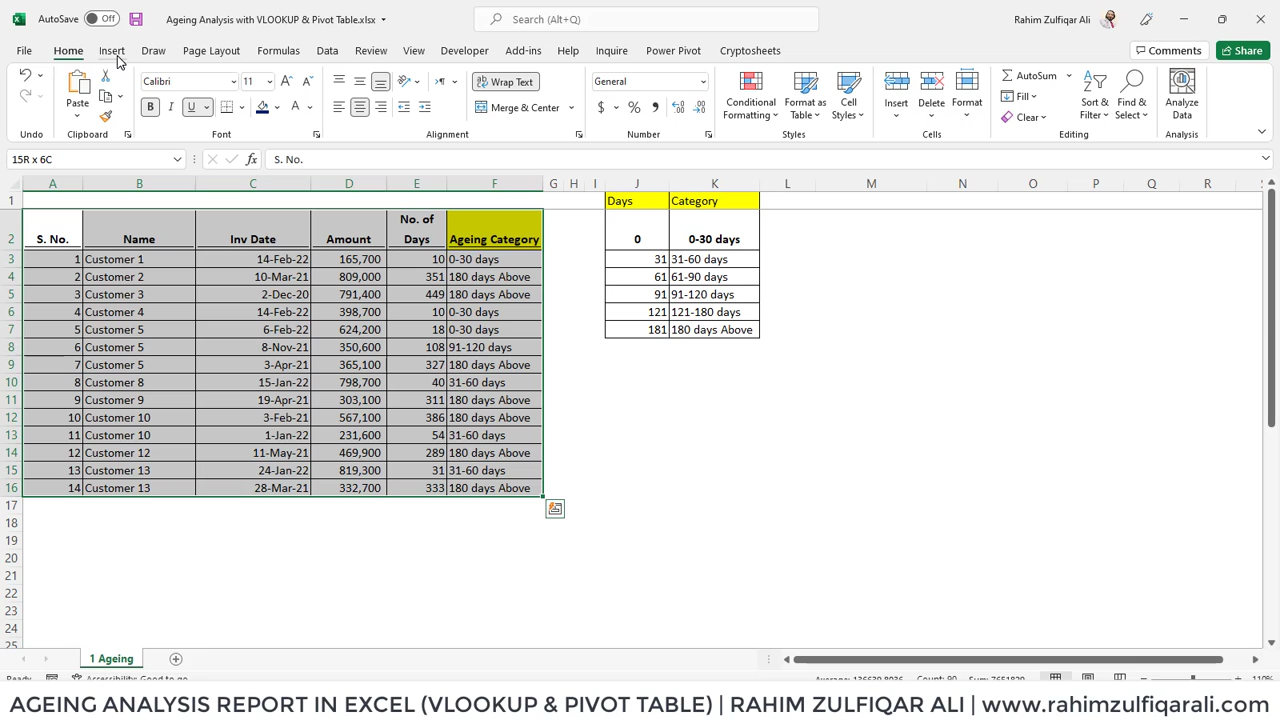 AutoSave Off Ageing Analysis with VLOOKUP & Pivot Table.xlsx Search (Alt+Q) Rahim Zulfiqar Ali
File Home Insert Draw Page Layout Formulas Data Review View Developer Add-ins Help Inquire Power Pivot Cryptosheets Comments Share
Paste Calibri 11 B I U Wrap Text Merge & Center General $ % Conditional Formatting Format as Table Cell Styles Insert Delete Format AutoSum Fill Clear Sort & Filter Find & Select Analyze Data
Undo Clipboard Font Alignment Number Styles Cells Editing Analysis
15R x 6C fx S. No.
A B C D E F G H I J K L M N O P Q R
1 Days Category
2 S. No. Name Inv Date Amount No. of Days Ageing Category 0 0-30 days
3 1 Customer 1 14-Feb-22 165,700 10 0-30 days 31 31-60 days
4 2 Customer 2 10-Mar-21 809,000 351 180 days Above 61 61-90 days
5 3 Customer 3 2-Dec-20 791,400 449 180 days Above 91 91-120 days
6 4 Customer 4 14-Feb-22 398,700 10 0-30 days 121 121-180 days
7 5 Customer 5 6-Feb-22 624,200 18 0-30 days 181 180 days Above
8 6 Customer 5 8-Nov-21 350,600 108 91-120 days
9 7 Customer 5 3-Apr-21 365,100 327 180 days Above
10 8 Customer 8 15-Jan-22 798,700 40 31-60 days
11 9 Customer 9 19-Apr-21 303,100 311 180 days Above
12 10 Customer 10 3-Feb-21 567,100 386 180 days Above
13 11 Customer 10 1-Jan-22 231,600 54 31-60 days
14 12 Customer 12 11-May-21 469,900 289 180 days Above
15 13 Customer 13 24-Jan-22 819,300 31 31-60 days
16 14 Customer 13 28-Mar-21 332,700 333 180 days Above
17
18
19
20
21
22
23
24
25
1 Ageing
Ready Accessibility: Good to go Average: 136639.8036 Count: 90 Sum: 7651829 110%
AGEING ANALYSIS REPORT IN EXCEL (VLOOKUP & PIVOT TABLE) | RAHIM ZULFIQAR ALI | www.rahimzulfiqarali.com